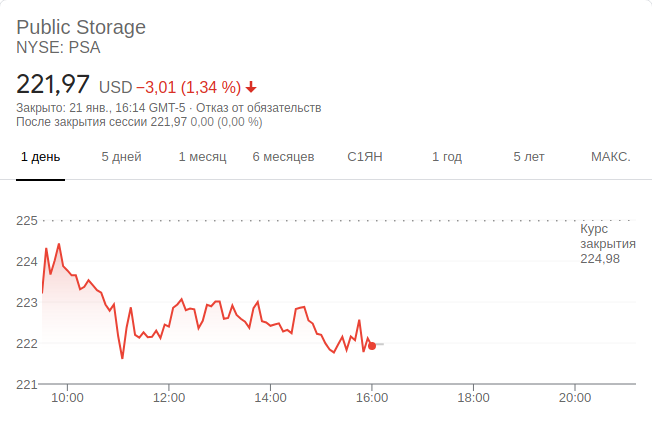 Public Storage
NYSE: PSA
221,97 USD −3,01 (1,34 %)
Закрыто: 21 янв., 16:14 GMT-5 · Отказ от обязательств
После закрытия сессии 221,97 0,00 (0,00 %)
1 день 5 дней 1 месяц 6 месяцев С1ЯН 1 год 5 лет МАКС.
225
Курс
закрытия
224,98
224
223
222
221
10:00 12:00 14:00 16:00 18:00 20:00